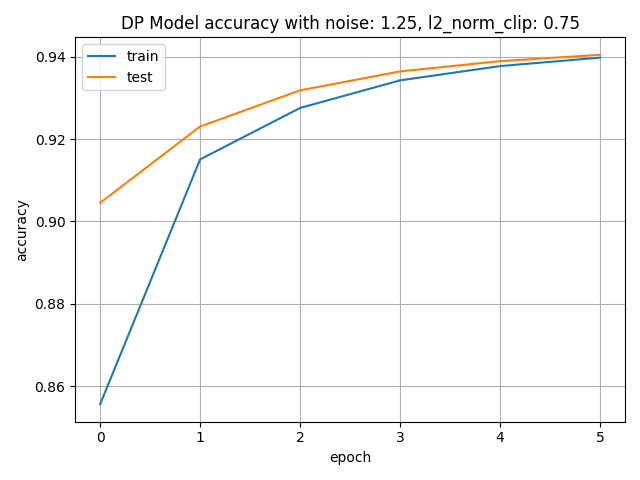 DP Model accuracy with noise: 1.25, l2_norm_clip: 0.75
train
test
0.94
0.92
0.90
0.88
0.86
accuracy
0 1 2 3 4 5
epoch